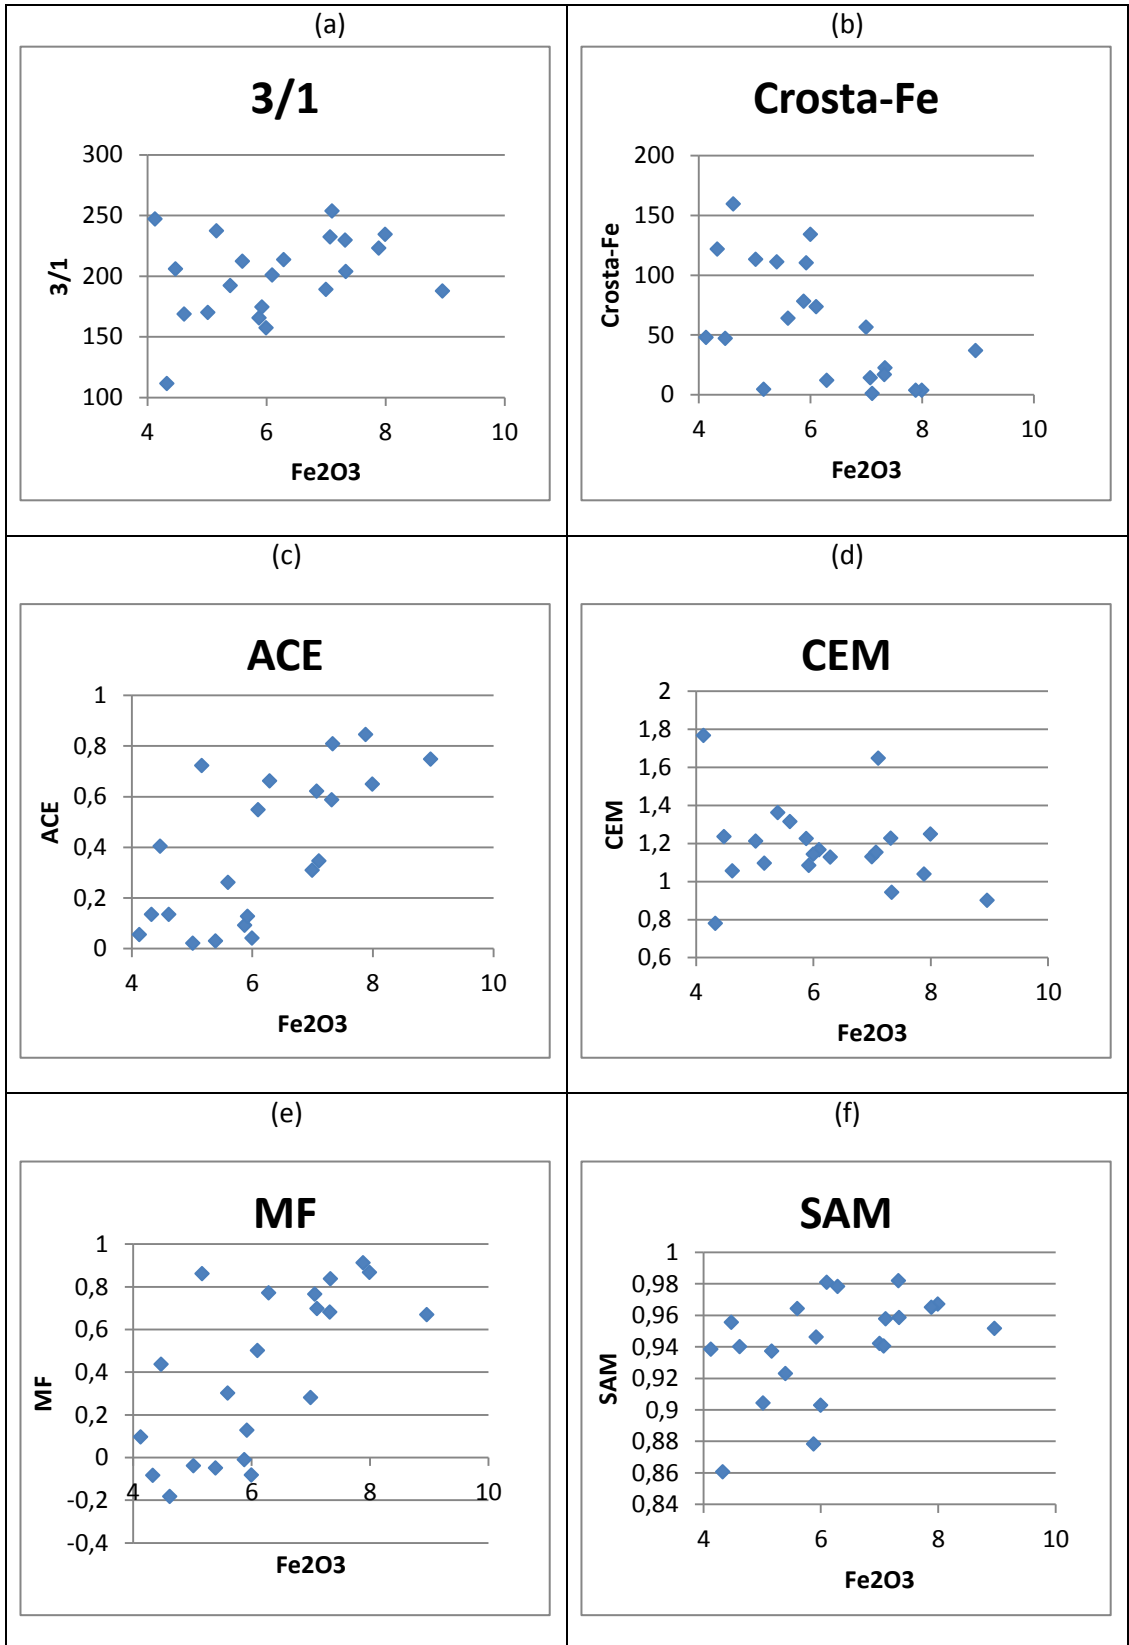 (a)
3/1
300
250
200
150
100
3/1
4 6 8 10
Fe2O3
(b)
Crosta-Fe
200
150
100
50
0
Crosta-Fe
4 6 8 10
Fe2O3
(c)
ACE
1
0,8
0,6
0,4
0,2
0
ACE
4 6 8 10
Fe2O3
(d)
CEM
2
1,8
1,6
1,4
1,2
1
0,8
0,6
CEM
4 6 8 10
Fe2O3
(e)
MF
1
0,8
0,6
0,4
0,2
0
-0,2
-0,4
MF
4 6 8 10
Fe2O3
(f)
SAM
1
0,98
0,96
0,94
0,92
0,9
0,88
0,86
0,84
SAM
4 6 8 10
Fe2O3